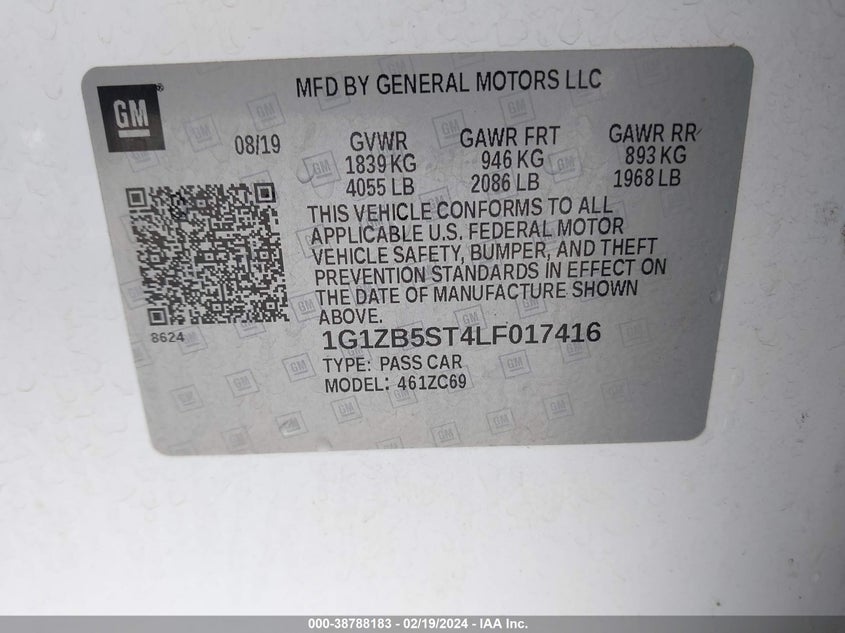 MFD BY GENERAL MOTORS LLC
GM
08/19
GVWR GAWR FRT GAWR RR
1839 KG 946 KG 893 KG
4055 LB 2086 LB 1968 LB
THIS VEHICLE CONFORMS TO ALL
APPLICABLE U.S. FEDERAL MOTOR
VEHICLE SAFETY, BUMPER, AND THEFT
PREVENTION STANDARDS IN EFFECT ON
THE DATE OF MANUFACTURE SHOWN
ABOVE.
8624
1G1ZB5ST4LF017416
TYPE: PASS CAR
MODEL: 461ZC69
000-38788183 - 02/19/2024 - IAA Inc.